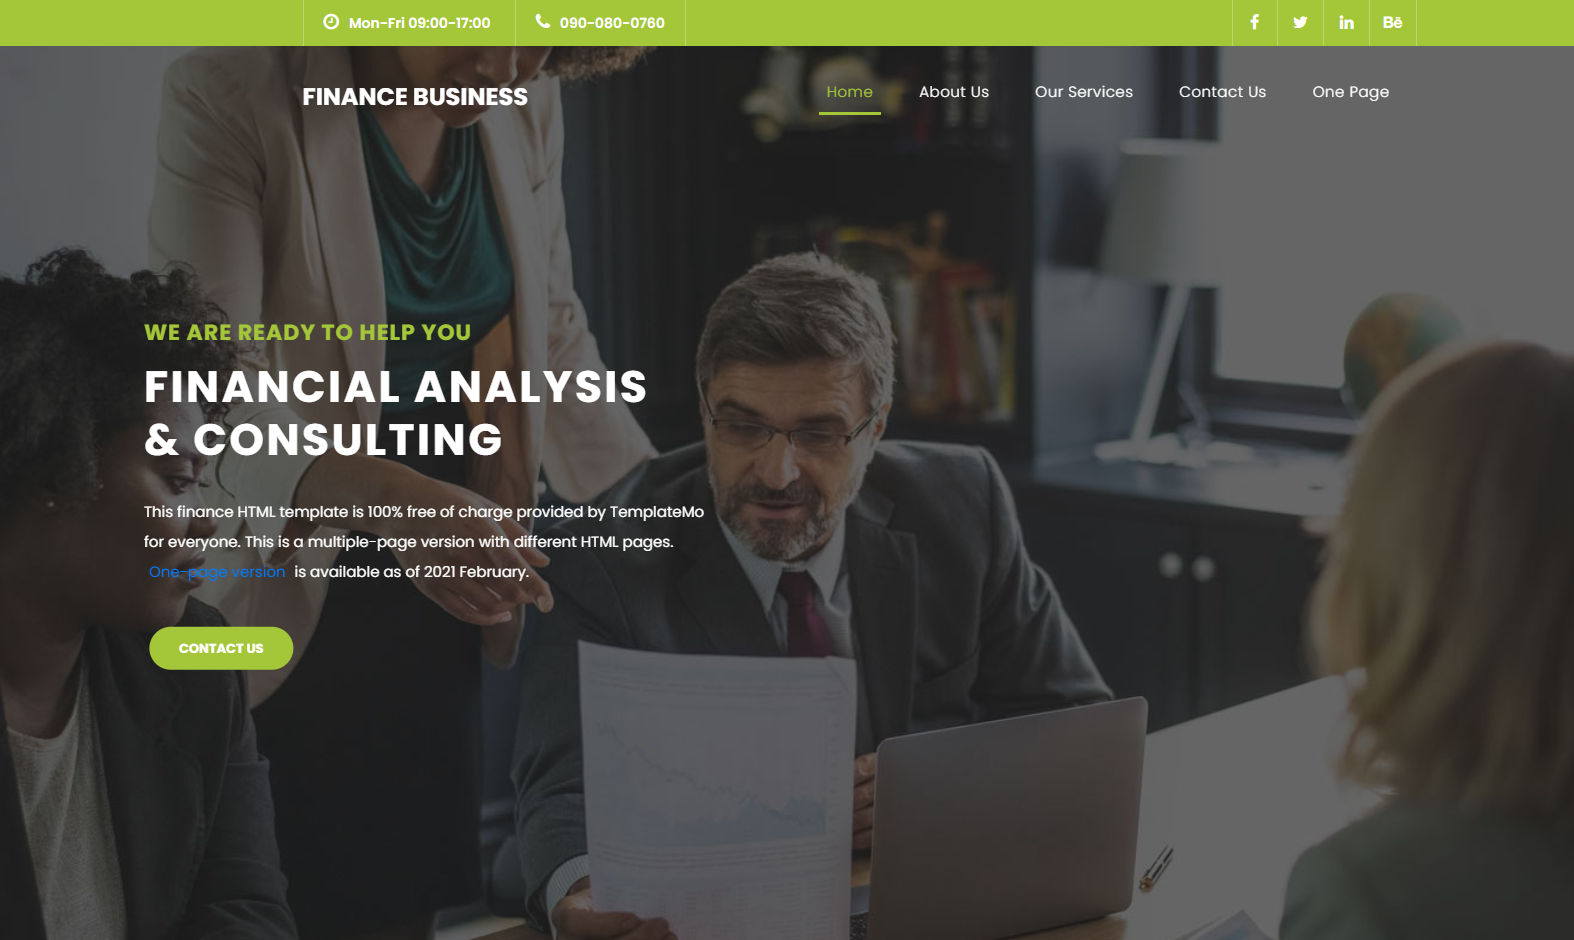 Mon-Fri 09:00-17:00
090-080-0760
Bē
FINANCE BUSINESS
Home
About Us
Our Services
Contact Us
One Page
WE ARE READY TO HELP YOU
FINANCIAL ANALYSIS
& CONSULTING
This finance HTML template is 100% free of charge provided by TemplateMo
for everyone. This is a multiple-page version with different HTML pages.
One-page version is available as of 2021 February.
CONTACT US